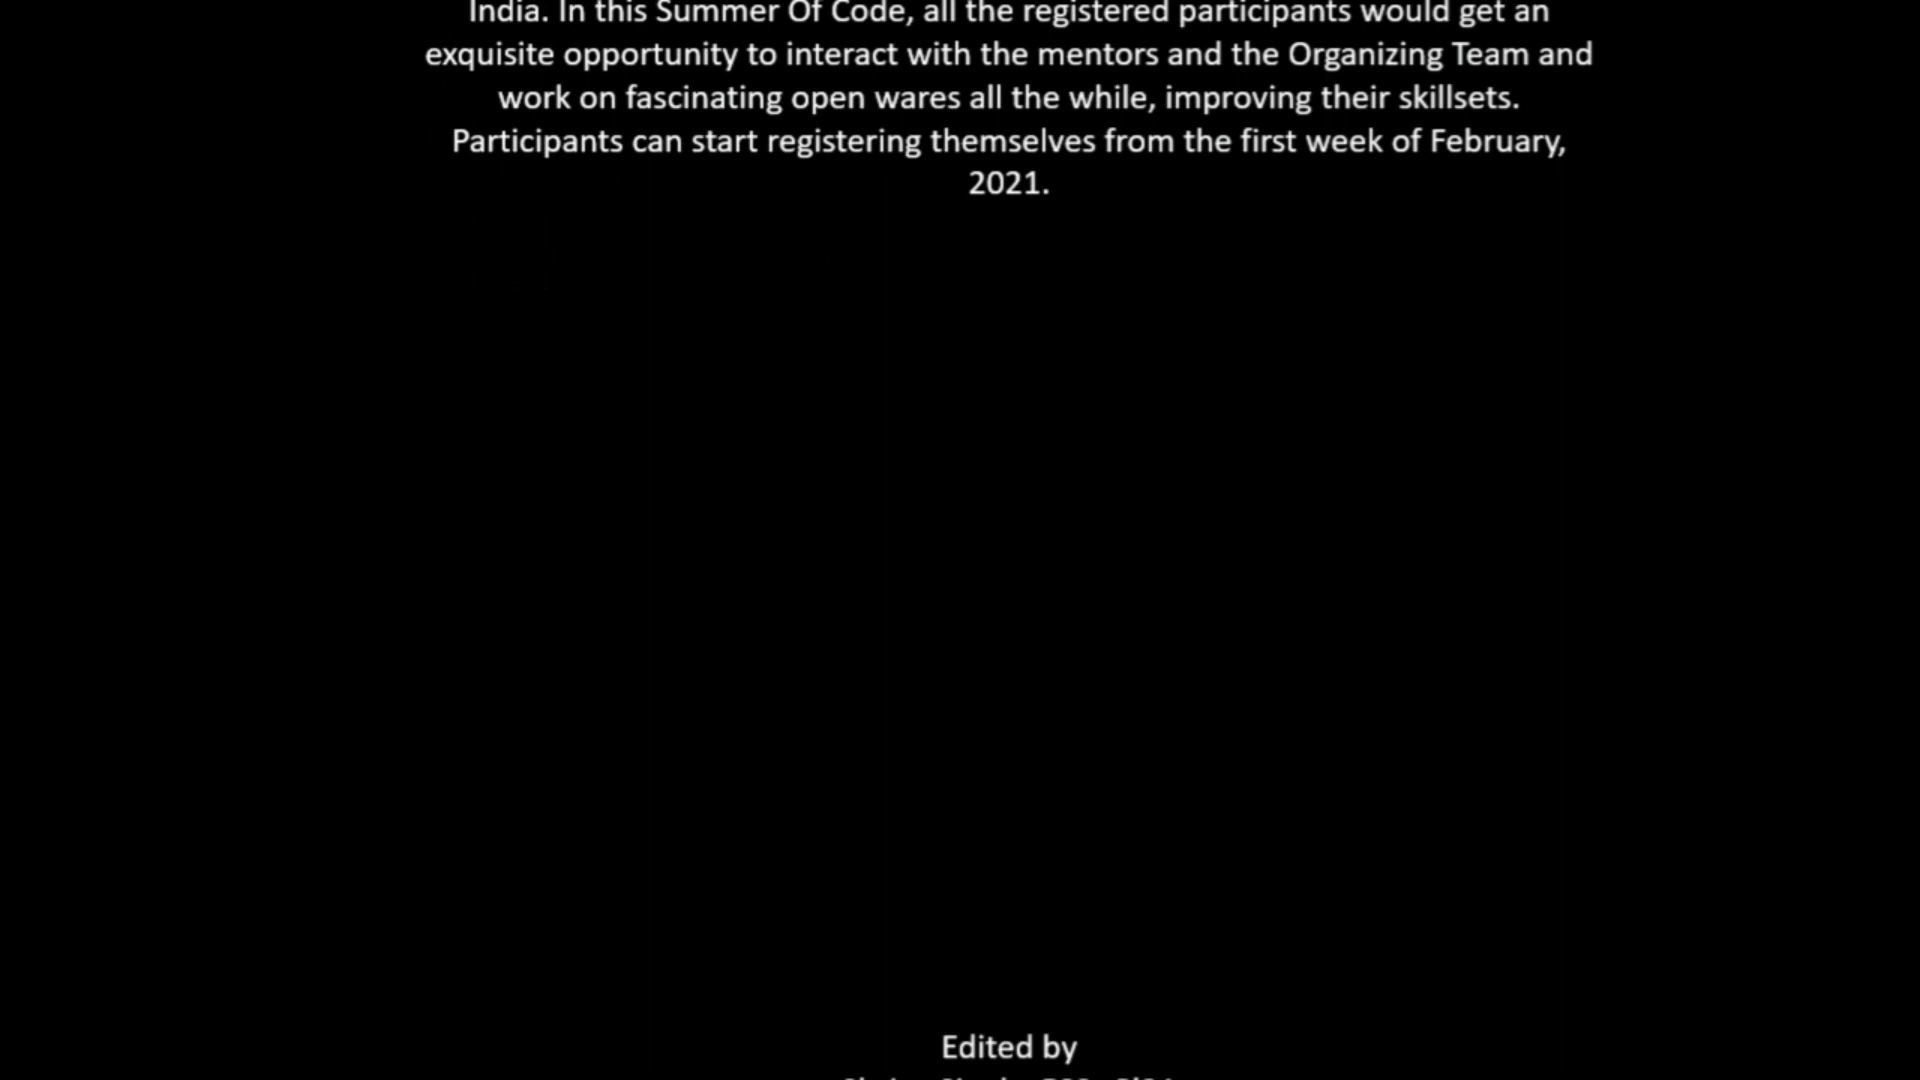 India. In this Summer Of Code, all the registered participants would get an
exquisite opportunity to interact with the mentors and the Organizing Team and
work on fascinating open wares all the while, improving their skillsets.
Participants can start registering themselves from the first week of February,
2021.
Edited by